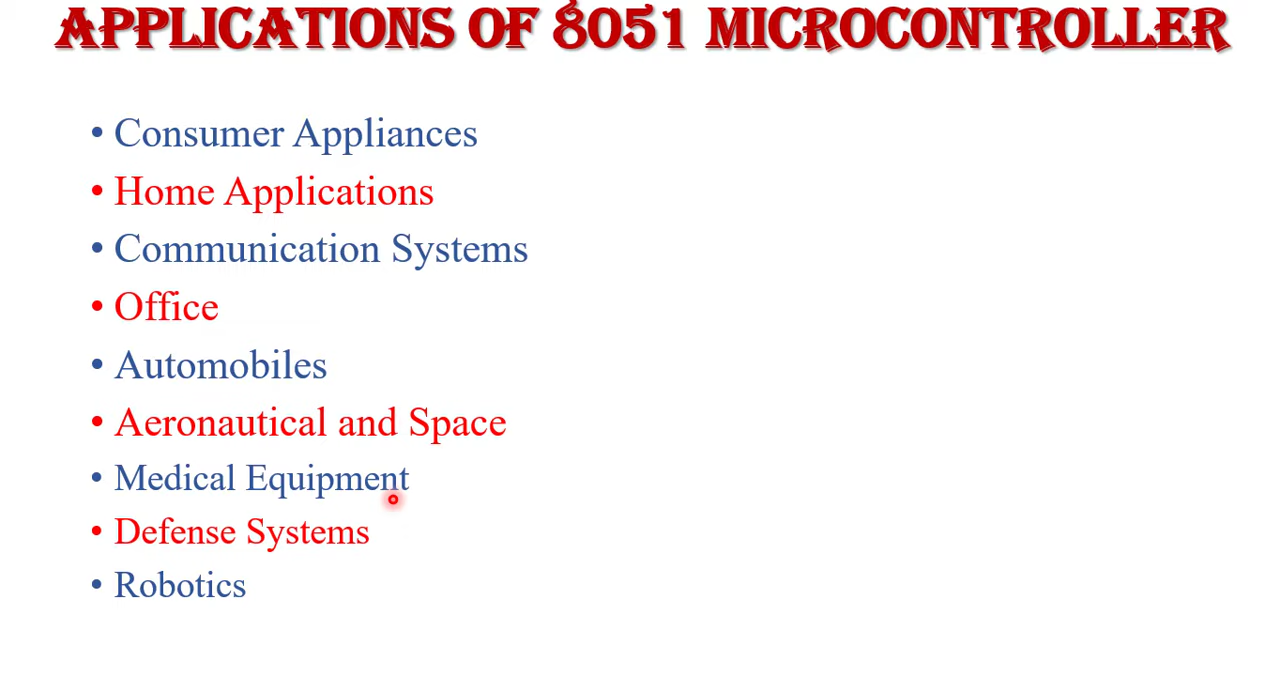 APPLICATIONS OF 8051 MICROCONTROLLER
• Consumer Appliances
• Home Applications
• Communication Systems
• Office
• Automobiles
• Aeronautical and Space
• Medical Equipment
• Defense Systems
• Robotics